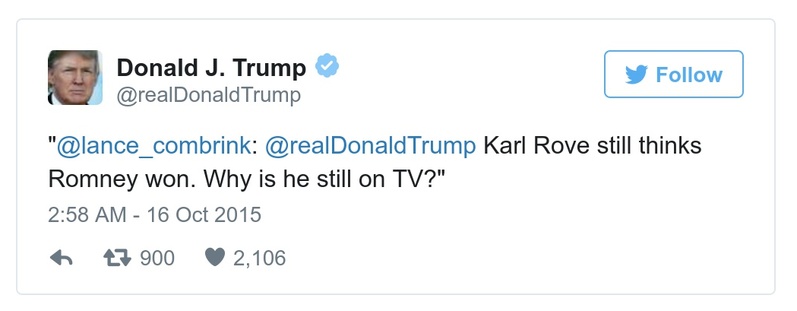 Donald J. Trump
@realDonaldTrump
Follow
"@lance_combrink: @realDonaldTrump Karl Rove still thinks
Romney won. Why is he still on TV?"
2:58 AM - 16 Oct 2015
900 2,106